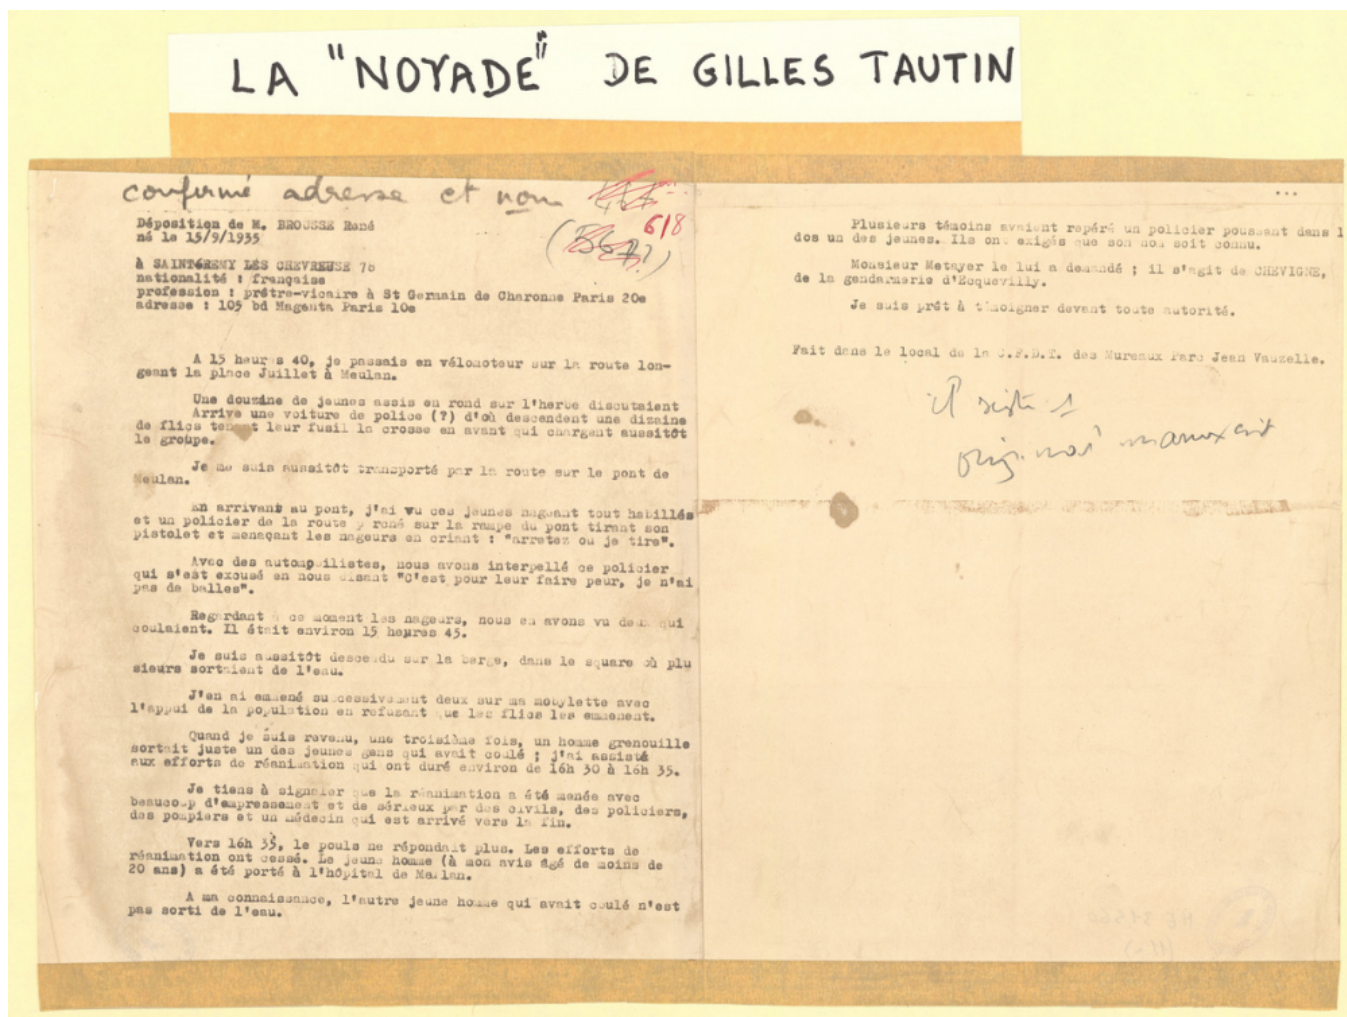 LA "NOYADE" DE GILLES TAUTIN
confirmé adresse et nom
618
Déposition de M. BROUSSE René
né le 15/9/1935
à SAINT REMY LES CHEVREUSE 78
nationalité : française
profession : prêtre-vicaire à St Germain de Charonne Paris 20e
adresse : 105 bd Magenta Paris 10e
A 15 heures 40, je passais en vélomoteur sur la route lon-
geant la place Juillet à Meulan.
Une douzine de jeunes assis en rond sur l'herbe discutaient
Arrive une voiture de police (?) d'où descendent une dizaine
de flics tenant leur fusil la crosse en avant qui chargent aussitôt
le groupe.
Je me suis aussitôt transporté par la route sur le pont de
Meulan.
En arrivant au pont, j'ai vu ces jeunes nageant tout habillés
et un policier de la route sur la rampe du pont tirant son
pistolet et menaçant les nageurs en criant : "arretez ou je tire".
Avec des automobilistes, nous avons interpellé ce policier
qui s'est excusé en nous disant "C'est pour leur faire peur, je n'ai
pas de balles".
Regardant à ce moment les nageurs, nous en avons vu deux qui
coulaient. Il était environ 15 heures 45.
Je suis aussitôt descendu sur la berge, dans le square où plu
sieurs sortaient de l'eau.
J'en ai emmené successivement deux sur ma mobylette avec
l'appui de la population en refusant que les flics les emmenent.
Quand je suis revenu, une troisième fois, un homme grenouille
sortait juste un des jeunes gens qui avait coulé ; j'ai assisté
aux efforts de réanimation qui ont duré environ de 16h 30 à 16h 35.
Je tiens à signaler que la réanimation a été menée avec
beaucoup d'empressement et de sérieux par des civils, des policiers,
des pompiers et un médecin qui est arrivé vers la fin.
Vers 16h 35, le pouls ne répondait plus. Les efforts de
réanimation ont cessé. Le jeune homme (à mon avis âgé de moins de
20 ans) a été porté à l'hôpital de Meulan.
A ma connaissance, l'autre jeune homme qui avait coulé n'est
pas sorti de l'eau.
...
Plusieurs témoins avaient repéré un policier poussant dans l
dos un des jeunes. Ils ont exigés que son nom soit connu.
Monsieur Metayer le lui a demandé ; il s'agit de CHEVIGNE,
de la gendarmerie d'Ecquevilly.
Je suis prêt à témoigner devant toute autorité.
Fait dans le local de la C.F.D.T. des Mureaux Parc Jean Vauzelle.
original manuscrit